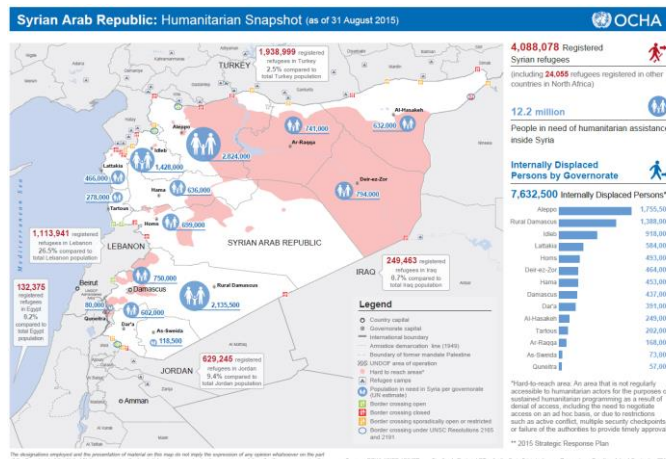 Syrian Arab Republic: Humanitarian Snapshot (as of 31 August 2015)
OCHA
1,938,999 registered
refugees in Turkey
2.5% compared to
total Turkey population
TURKEY
Aleppo
2,824,000
Idleb
1,428,000
Ar-Raqqa
741,000
Al-Hasakeh
632,000
Lattakia
466,000
278,000
Tartous
Hama
636,000
Homs
699,000
Deir-ez-Zor
794,000
Mediterranean Sea
SYRIAN ARAB REPUBLIC
1,113,941 registered
refugees in Lebanon
26.5% compared to
total Lebanon population
LEBANON
Beirut
132,375
registered
refugees
in Egypt
0.2%
compared to
total Egypt
population
249,463 registered
refugees in Iraq
0.7% compared to
total Iraq population
IRAQ
750,000
Damascus
Rural Damascus
2,135,500
80,000
Quneitra
602,000
Dar'a
As-Sweida
118,500
629,245 registered
refugees in Jordan
9.4% compared to
total Jordan population
JORDAN
Amman
Legend
Country capital
Governorate capital
International boundary
Armistice demarcation line (1949)
Boundary of former mandate Palestine
UNDOF area of operation
Hard to reach areas*
Refugee camps
Population in need in Syria per governorate
(UN estimate)
Border crossing open
Border crossing closed
Border crossing sporadically open or restricted
Border crossing under UNSC Resolutions 2165
and 2191
4,088,078 Registered
Syrian refugees
(including 24,055 refugees registered in other
countries in North Africa)
12.2 million
People in need of humanitarian assistance
inside Syria
Internally Displaced
Persons by Governorate
7,632,500 Internally Displaced Persons*
Aleppo 1,755,50
Rural Damascus 1,388,00
Idleb 918,00
Lattakia 584,00
Homs 493,00
Deir-ez-Zor 464,00
Hama 453,00
Damascus 437,00
Dar'a 391,00
Al-Hasakeh 249,00
Tartous 202,00
Ar-Raqqa 168,00
As-Sweida 73,00
Quneitra 57,00
*Hard-to-reach area: An area that is not regularly
accessible to humanitarian actors for the purposes o
sustained humanitarian programming as a result of
denial of access, including the need to negotiate
access on an ad hoc basis, or due to restrictions
such as active conflict, multiple security checkpoints
or failure of the authorities to provide timely approva
** 2015 Strategic Response Plan
The designations employed and the presentation of material on this map do not imply the expression of any opinion whatsoever on the part